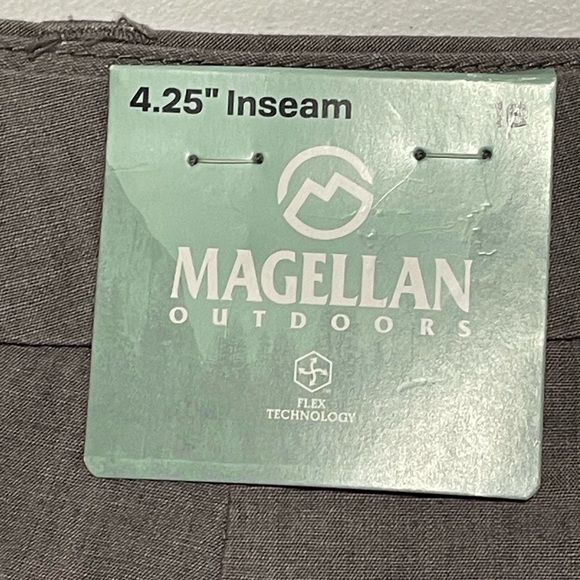 4.25" Inseam
MAGELLAN
OUTDOORS
FLEX
TECHNOLOGY